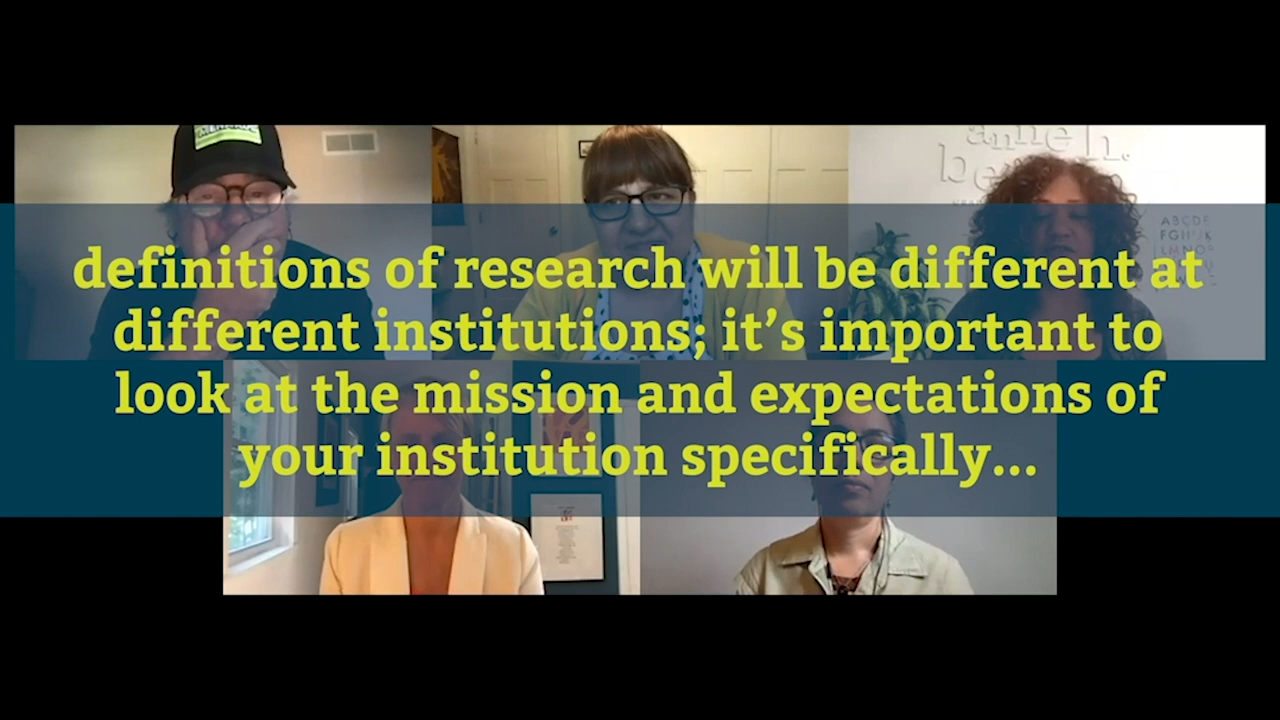 definitions of research will be different at
different institutions; it’s important to
look at the mission and expectations of
your institution specifically...